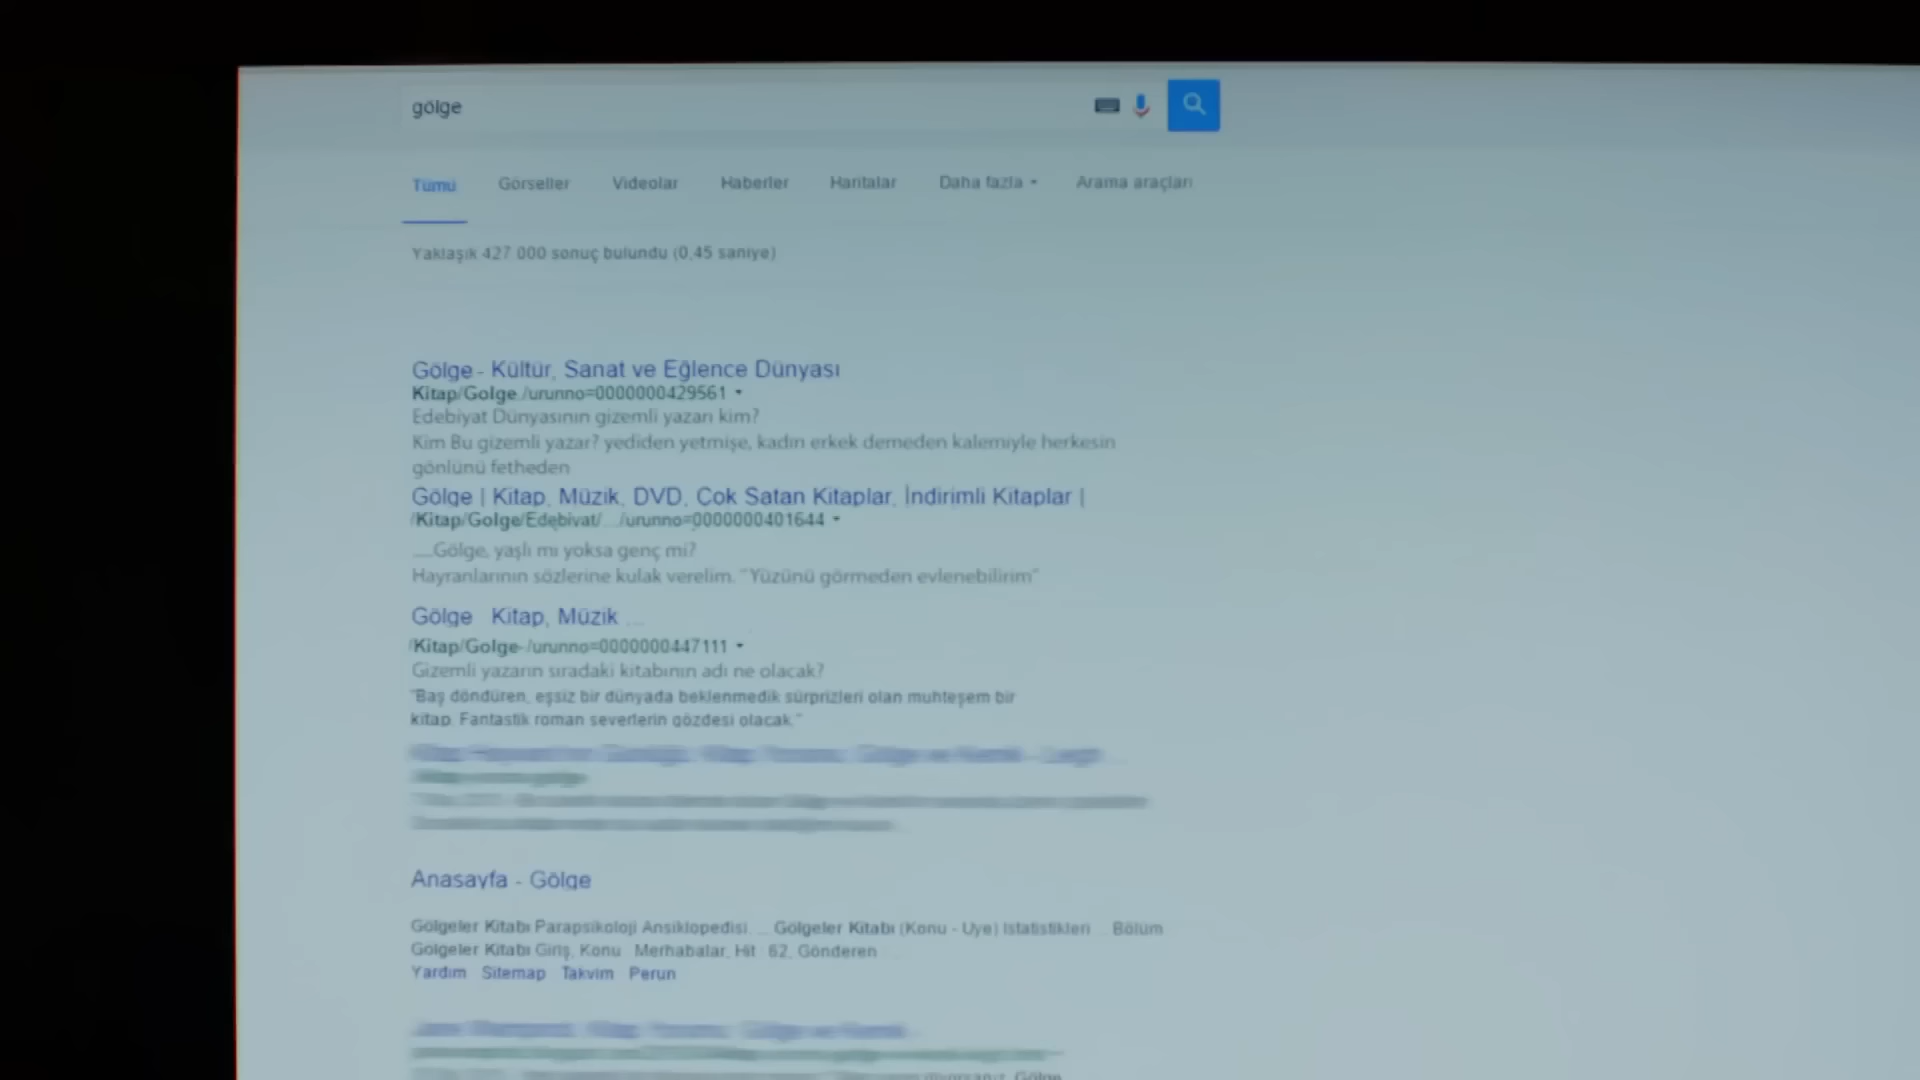 gölge
Tümü Görseller Videolar Haberler Haritalar Daha fazla Arama araçları
Yaklaşık 427.000 sonuç bulundu (0,45 saniye)
Gölge - Kültür, Sanat ve Eğlence Dünyası
Kitap/Golge./urunno=0000000429561
Edebiyat Dünyasının gizemli yazarı kim?
Kim Bu gizemli yazar? yediden yetmişe, kadın erkek demeden kalemiyle herkesin
gönlünü fetheden
Gölge | Kitap, Müzik, DVD, Çok Satan Kitaplar, İndirimli Kitaplar |
/Kitap/Golge/Edebiyat/.../urunno=0000000401644
....Gölge, yaşlı mı yoksa genç mi?
Hayranlarının sözlerine kulak verelim. "Yüzünü görmeden evlenebilirim"
Gölge Kitap, Müzik ...
/Kitap/Golge-/urunno=0000000447111
Gizemli yazarın sıradaki kitabının adı ne olacak?
"Baş döndüren, eşsiz bir dünyada beklenmedik sürprizleri olan muhteşem bir
kitap. Fantastik roman severlerin gözdesi olacak."
Anasayfa - Gölge
Gölgeler Kitabı Parapsikoloji Ansiklopedisi. ... Gölgeler Kitabı (Konu - Uye) Istatistikleri ... Bölüm
Golgeler Kitabı Giriş, Konu : Merhabalar, Hit : 62, Gönderen
Yardım Sitemap Takvim Perun
Gölge